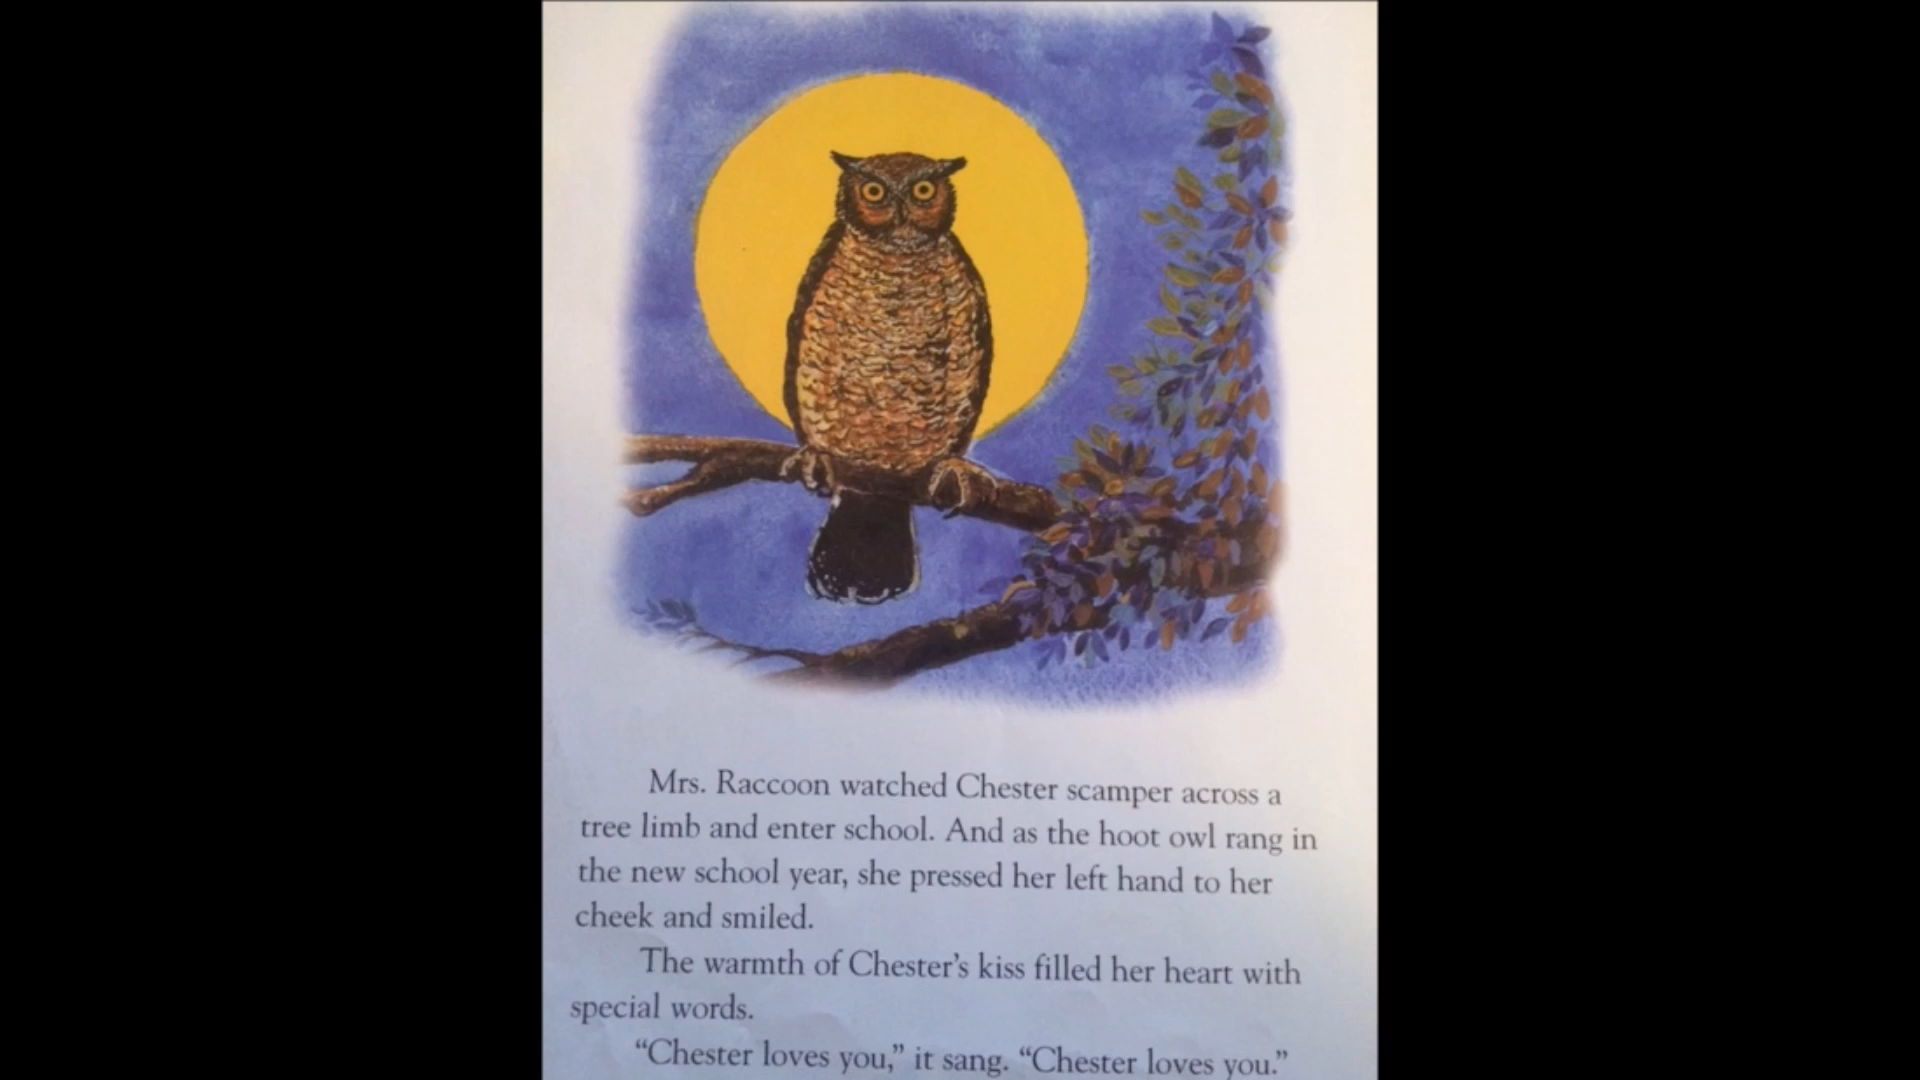 Mrs. Raccoon watched Chester scamper across a
tree limb and enter school. And as the hoot owl rang in
the new school year, she pressed her left hand to her
cheek and smiled.
The warmth of Chester’s kiss filled her heart with
special words.
“Chester loves you,” it sang. “Chester loves you.”